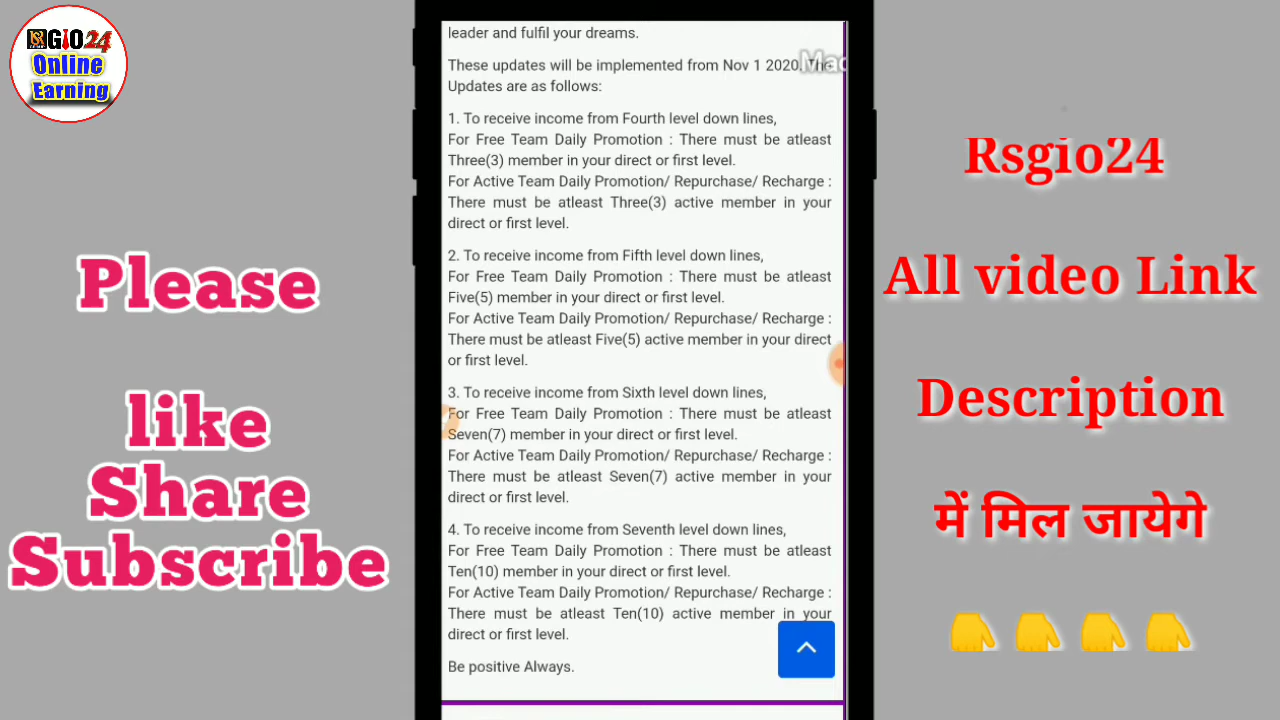 RSGIO24
Online
Earning
Please
like
Share
Subscribe
leader and fulfil your dreams.
These updates will be implemented from Nov 1 2020. The
Updates are as follows:
1. To receive income from Fourth level down lines,
For Free Team Daily Promotion : There must be atleast
Three(3) member in your direct or first level.
For Active Team Daily Promotion/ Repurchase/ Recharge :
There must be atleast Three(3) active member in your
direct or first level.
2. To receive income from Fifth level down lines,
For Free Team Daily Promotion : There must be atleast
Five(5) member in your direct or first level.
For Active Team Daily Promotion/ Repurchase/ Recharge :
There must be atleast Five(5) active member in your direct
or first level.
3. To receive income from Sixth level down lines,
For Free Team Daily Promotion : There must be atleast
Seven(7) member in your direct or first level.
For Active Team Daily Promotion/ Repurchase/ Recharge :
There must be atleast Seven(7) active member in your
direct or first level.
4. To receive income from Seventh level down lines,
For Free Team Daily Promotion : There must be atleast
Ten(10) member in your direct or first level.
For Active Team Daily Promotion/ Repurchase/ Recharge :
There must be atleast Ten(10) active member in your
direct or first level.
Be positive Always.
Rsgio24
All video Link
Description
में मिल जायेगे